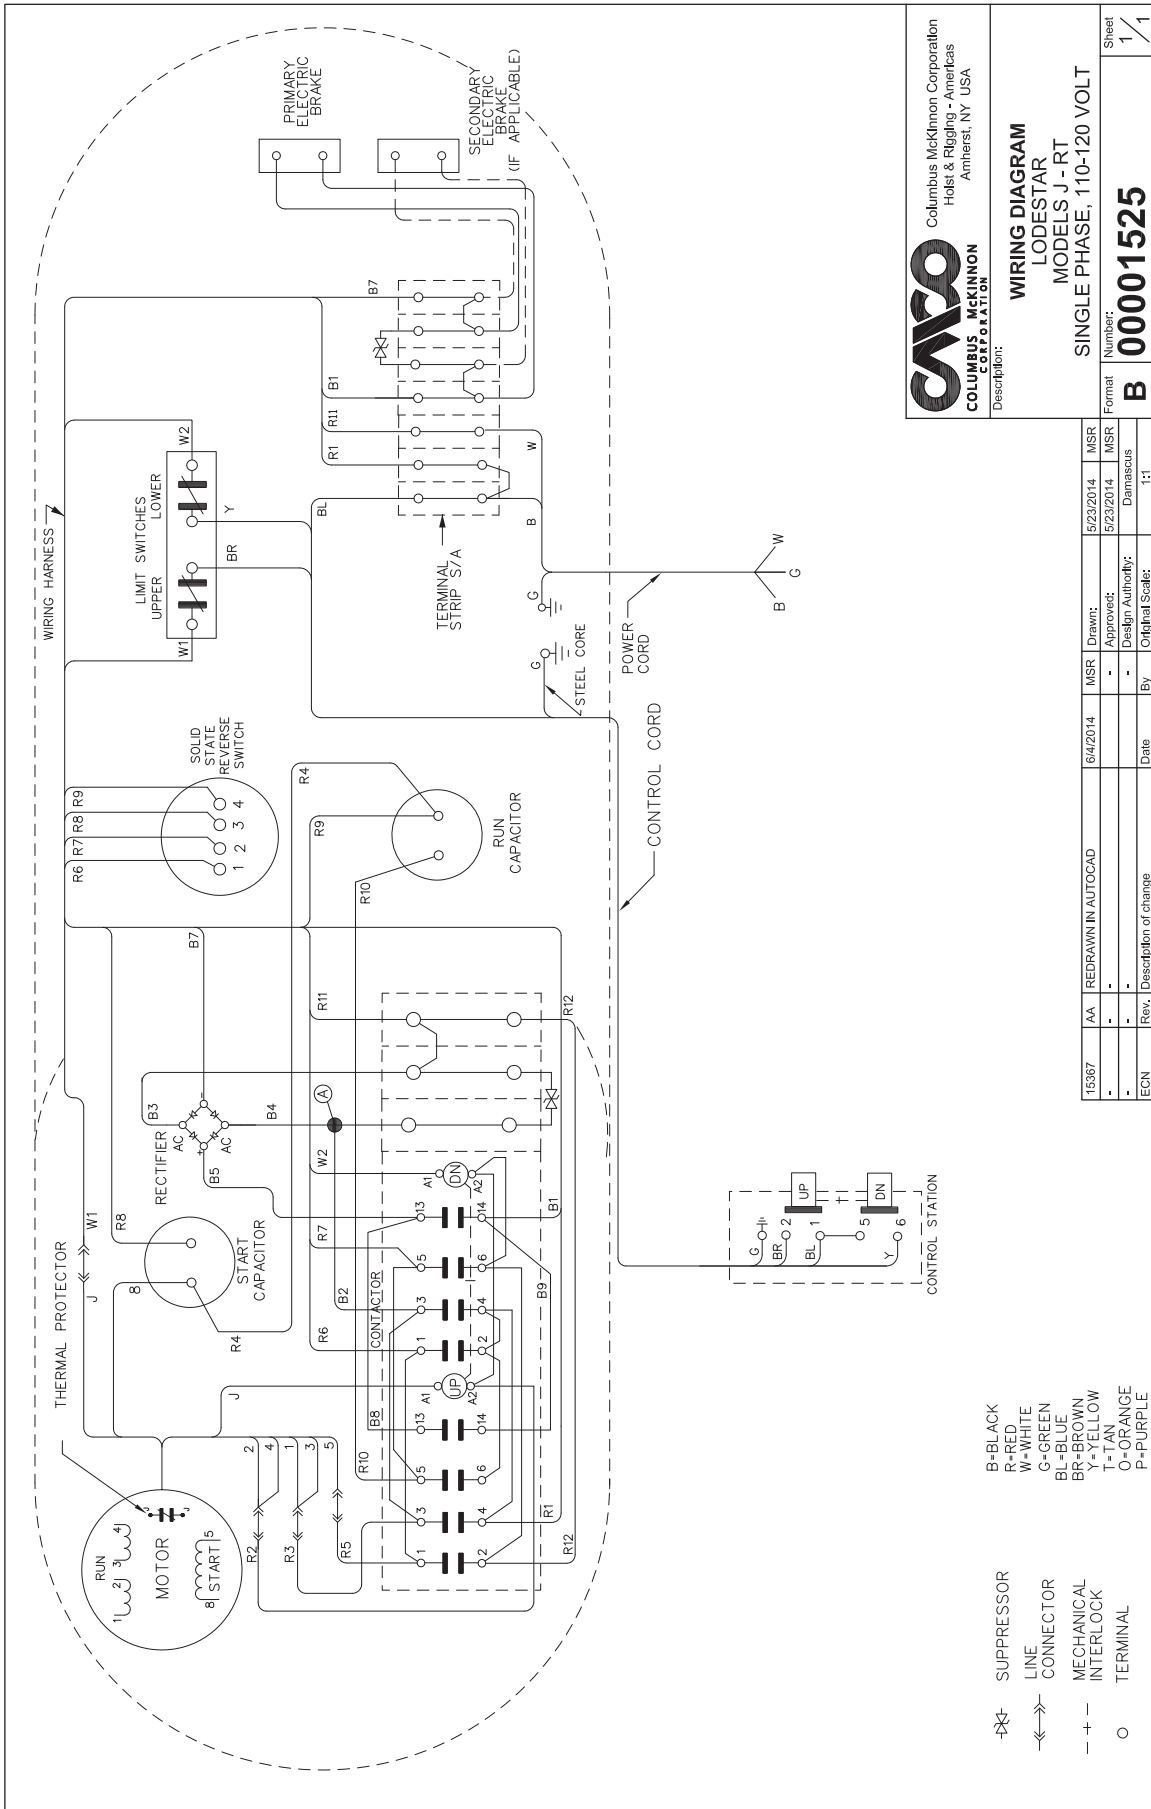 WIRING HARNESS
LIMIT SWITCHES
UPPER LOWER
W1
W2
BR
Y
PRIMARY
ELECTRIC
BRAKE
SECONDARY
ELECTRIC
BRAKE
(IF APPLICABLE)
SOLID
STATE
REVERSE
SWITCH
R6
R7
R8
R9
1 2 3 4
B7
B1
R11
R1
BL
W
B
TERMINAL
STRIP S/A
G
G
STEEL CORE
POWER
CORD
B
G
W
CONTROL CORD
R4
R9
R10
RUN
CAPACITOR
THERMAL PROTECTOR
W1
J
R8
8
R4
START
CAPACITOR
RECTIFIER
B3
AC
AC
-
+
B4
B5
B7
A
R11
R12
W2
R7
B2
R6
J
CONTACTOR
B8
R10
B9
B1
R1
R12
MOTOR
RUN
1 2 3 4
8 START 5
J
J
2
4
1
3
5
R2
R3
R5
1 3 5 13 A1 1 3 5 13 A1
UP
DN
2 4 6 14 A2 2 4 6 14 A2
CONTROL STATION
G
BR
BL
Y
2
1
5
6
UP
DN
SUPPRESSOR
LINE
CONNECTOR
MECHANICAL
INTERLOCK
TERMINAL
B=BLACK
R=RED
W=WHITE
G=GREEN
BL=BLUE
BR=BROWN
Y=YELLOW
T=TAN
O=ORANGE
P=PURPLE
COLUMBUS McKINNON
CORPORATION
Columbus McKinnon Corporation
Hoist & Rigging - Americas
Amherst, NY USA
Description:
WIRING DIAGRAM
LODESTAR
MODELS J - RT
SINGLE PHASE, 110-120 VOLT
Format
B
Number:
00001525
Sheet
1/1
15367 AA REDRAWN IN AUTOCAD 6/4/2014 MSR Drawn: 5/23/2014 MSR
- - - - Approved: 5/23/2014 MSR
- - - - Design Authority: Damascus
ECN Rev. Description of change Date By Original Scale: 1:1